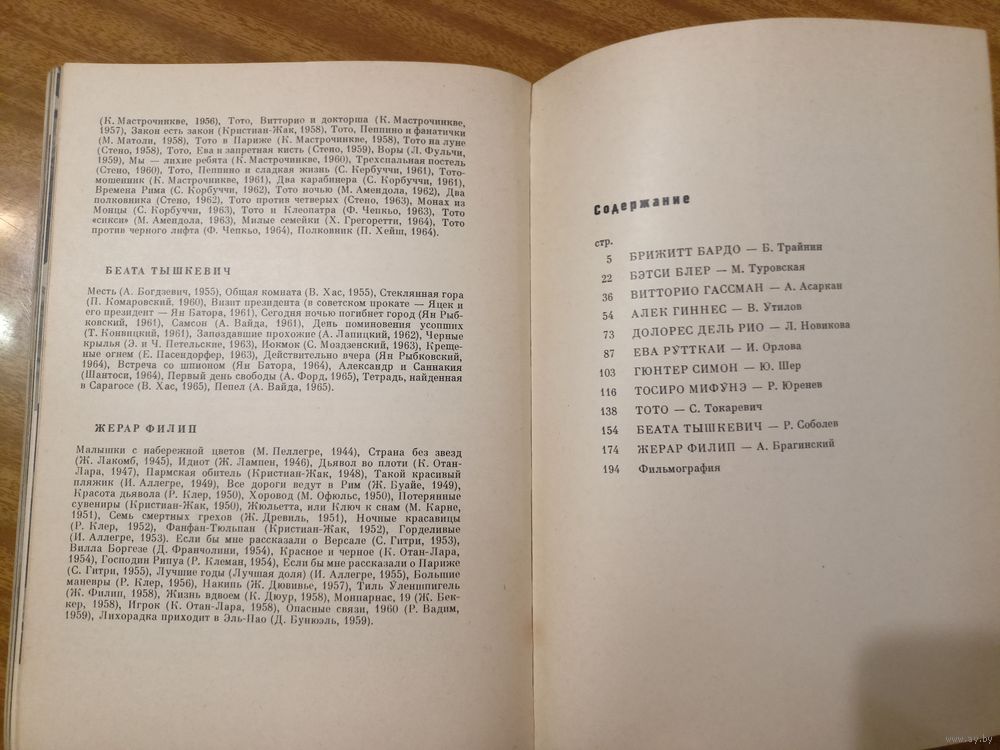 (К. Мастрочинкве, 1956), Тото, Витторио и докторша (К. Мастрочинкве,
1957), Закон есть закон (Кристиан-Жак, 1958), Тото, Пеппино и фанатички
(М. Матоли, 1958), Тото в Париже (К. Мастрочинкве, 1958), Тото на луне
(Стено, 1958), Тото, Ева и запретная кисть (Стено, 1959), Воры (Л. Фульчи,
1959), Мы — лихие ребята (К. Мастрочинкве, 1960), Трехспальная постель
(Стено, 1960), Тото, Пеппино и сладкая жизнь (С. Кербуччи, 1961), Тото-
мошенник (К. Мастрочинкве, 1961), Два карабинера (С. Корбуччи, 1961),
Времена Рима (С. Корбуччи, 1962), Тото ночью (М. Амендола, 1962), Два
полковника (Стено, 1962), Тото против четверых (Стено, 1963), Монах из
Монцы (С. Корбуччи, 1963), Тото и Клеопатра (Ф. Чепкьо, 1963), Тото
«сикси» (М. Амендола, 1963), Милые семейки (Х. Грегоретти, 1964), Тото
против черного лифта (Ф. Чепкьо, 1964), Полковник (П. Хейш, 1964).
БЕАТА ТЫШКЕВИЧ
Месть (А. Богдзевич, 1955), Общая комната (В. Хас, 1955), Стеклянная гора
(П. Комаровский, 1960), Визит президента (в советском прокате — Яцек и
его президент — Ян Батора, 1961), Сегодня ночью погибнет город (Ян Рыб-
ковский, 1961), Самсон (А. Вайда, 1961), День поминовения усопших
(Т. Конвицкий, 1961), Запоздавшие прохожие (А. Лапицкий, 1962), Черные
крылья (Э. и Ч. Петельские, 1963), Иокмок (С. Моздзенский, 1963), Креще-
ные огнем (Е. Пасендорфер, 1963), Действительно вчера (Ян Рыбковский,
1964), Встреча со шпионом (Ян Батора, 1964), Александр и Саннакия
(Шантоси, 1964), Первый день свободы (А. Форд, 1965), Тетрадь, найденная
в Сарагосе (В. Хас, 1965), Пепел (А. Вайда, 1965).
ЖЕРАР ФИЛИП
Малышки с набережной цветов (М. Пеллегре, 1944), Страна без звезд
(Ж. Лакомб, 1945), Идиот (Ж. Лампен, 1946), Дьявол во плоти (К. Отан-
Лара, 1947), Пармская обитель (Кристиан-Жак, 1948), Такой красивый
пляжик (И. Аллегре, 1949), Все дороги ведут в Рим (Ж. Буайе, 1949),
Красота дьявола (Р. Клер, 1950), Хоровод (М. Офюльс, 1950), Потерянные
сувениры (Кристиан-Жак, 1950), Жюльетта, или Ключ к снам (М. Карне,
1951), Семь смертных грехов (Ж. Древиль, 1951), Ночные красавицы
(Р. Клер, 1952), Фанфан-Тюльпан (Кристиан-Жак, 1952), Горделивые
(И. Аллегре, 1953). Если бы мне рассказали о Версале (С. Гитри, 1953),
Вилла Боргезе (Д. Франчолини, 1954), Красное и черное (К. Отан-Лара,
1954), Господин Рипуа (Р. Клеман, 1954), Если бы мне рассказали о Париже
(С. Гитри, 1955), Лучшие годы (Лучшая доля) (И. Аллегре, 1955), Большие
маневры (Р. Клер, 1956), Накипь (Ж. Дювивье, 1957), Тиль Уленшпигель
(Ж. Филип, 1958), Жизнь вдвоем (К. Дюур, 1958), Монпарнас, 19 (Ж. Бек-
кер, 1958), Игрок (К. Отан-Лара, 1958), Опасные связи, 1960 (Р. Вадим,
1959), Лихорадка приходит в Эль-Пао (Д. Бунюэль, 1959).
Содержание
стр.
5 БРИЖИТТ БАРДО — Б. Трайнин
22 БЭТСИ БЛЕР — М. Туровская
36 ВИТТОРИО ГАССМАН — А. Асаркан
54 АЛЕК ГИННЕС — В. Утилов
73 ДОЛОРЕС ДЕЛЬ РИО — Л. Новикова
87 ЕВА РУТТКАИ — И. Орлова
103 ГЮНТЕР СИМОН — Ю. Шер
116 ТОСИРО МИФУНЭ — Р. Юренев
138 ТОТО — С. Токаревич
154 БЕАТА ТЫШКЕВИЧ — Р. Соболев
174 ЖЕРАР ФИЛИП — А. Брагинский
194 Фильмография
www.ay.by